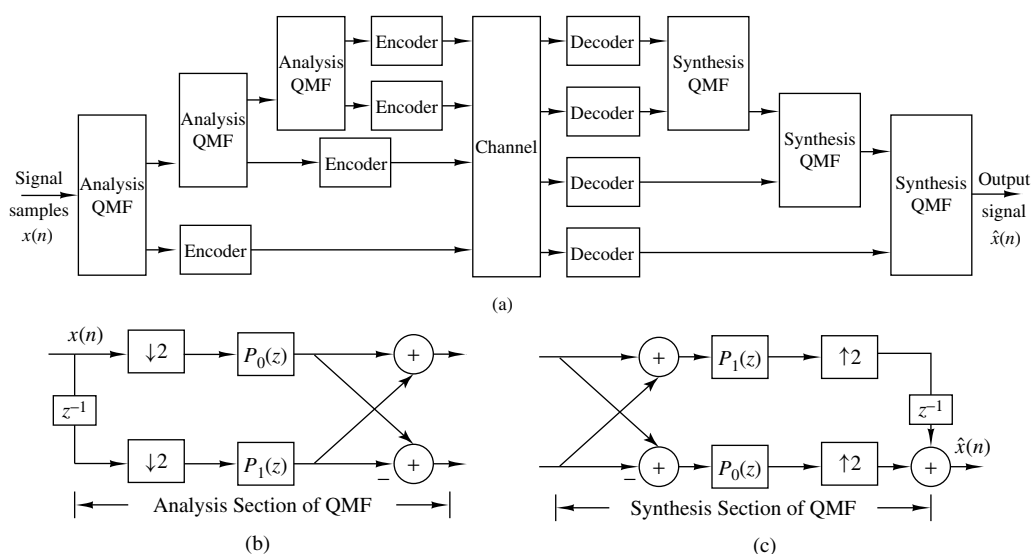 Encoder
Decoder
Analysis
QMF
Synthesis
QMF
Analysis
QMF
Encoder
Decoder
Synthesis
QMF
Encoder
Channel
Decoder
Signal
samples
x(n)
Analysis
QMF
Encoder
Decoder
Synthesis
QMF
Output
signal
x̂(n)
(a)
x(n)
↓2
P₀(z)
+
z⁻¹
↓2
P₁(z)
+
−
Analysis Section of QMF
(b)
+
P₁(z)
↑2
z⁻¹
+
−
P₀(z)
↑2
+
x̂(n)
Synthesis Section of QMF
(c)